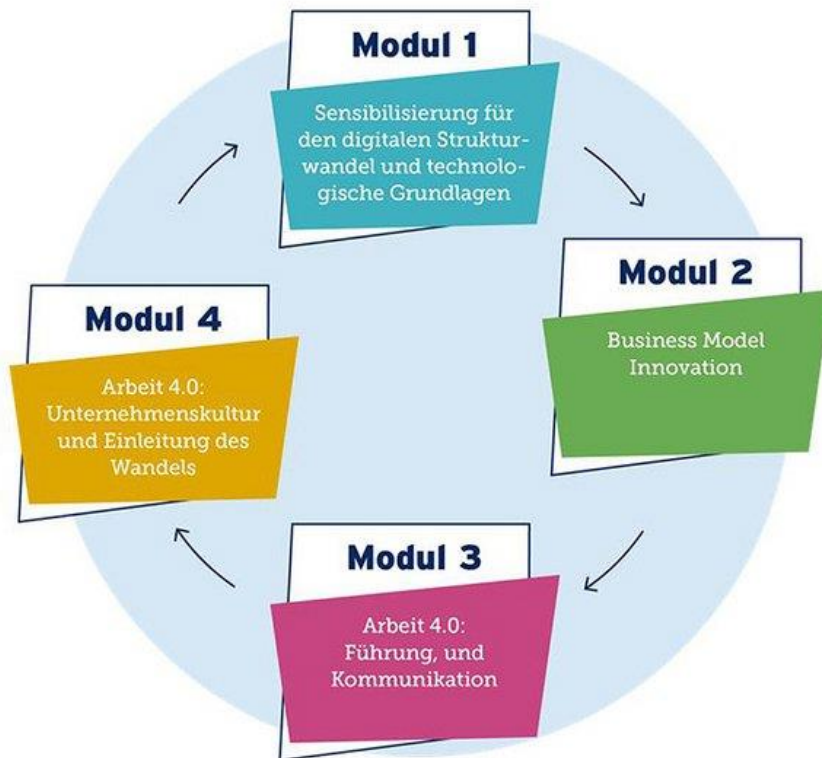 Modul 1
Sensibilisierung für
den digitalen Struktur-
wandel und technolo-
gische Grundlagen
Modul 2
Business Model
Innovation
Modul 3
Arbeit 4.0:
Führung, und
Kommunikation
Modul 4
Arbeit 4.0:
Unternehmenskultur
und Einleitung des
Wandels